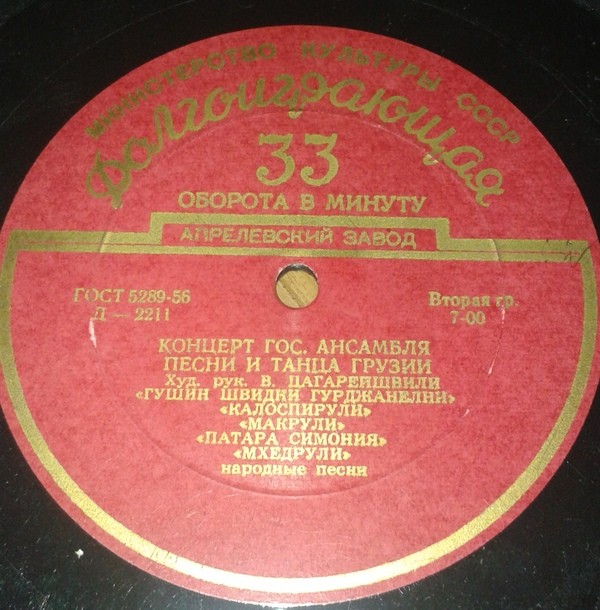 МИНИСТЕРСТВО КУЛЬТУРЫ СССР
Долгоиграющая
33
ОБОРОТА В МИНУТУ
АПРЕЛЕВСКИЙ ЗАВОД
ГОСТ 5289-56
Д — 2211
Вторая гр.
7-00
КОНЦЕРТ ГОС. АНСАМБЛЯ
ПЕСНИ И ТАНЦА ГРУЗИИ
Худ. рук. В. ЦАГАРЕЙШВИЛИ
«ГУШИН ШВИДНИ ГУРДЖАНЕЛНИ»
«КАЛОСПИРУЛИ»
«МАКРУЛИ»
«ПАТАРА СИМОНИЯ»
«МХЕДРУЛИ»
народные песни